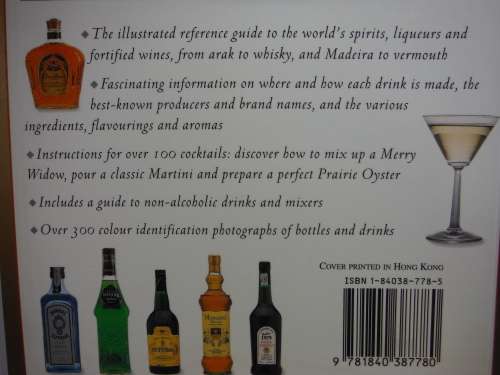 ◆ The illustrated reference guide to the world's spirits, liqueurs and
fortified wines, from arak to whisky, and Madeira to vermouth
◆ Fascinating information on where and how each drink is made, the
best-known producers and brand names, and the various
ingredients, flavourings and aromas
◆ Instructions for over 100 cocktails: discover how to mix up a Merry
Widow, pour a classic Martini and prepare a perfect Prairie Oyster
◆ Includes a guide to non-alcoholic drinks and mixers
◆ Over 300 colour identification photographs of bottles and drinks
COVER PRINTED IN HONG KONG
ISBN 1-84038-778-5
9 781840 387780